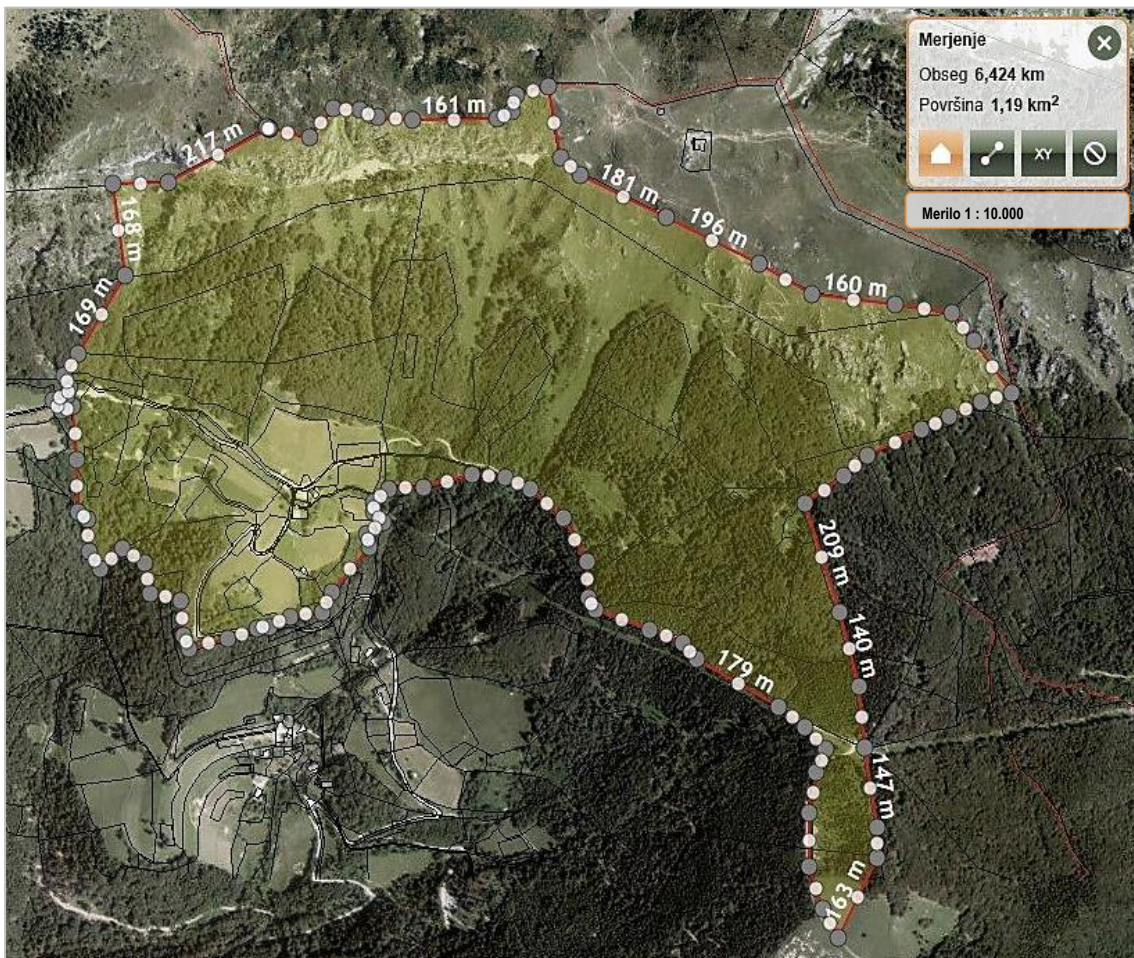 Merjenje
Obseg 6,424 km
Površina 1,19 km²
XY
Merilo 1 : 10.000
161 m
217 m
168 m
169 m
181 m
196 m
160 m
209 m
140 m
179 m
147 m
163 m